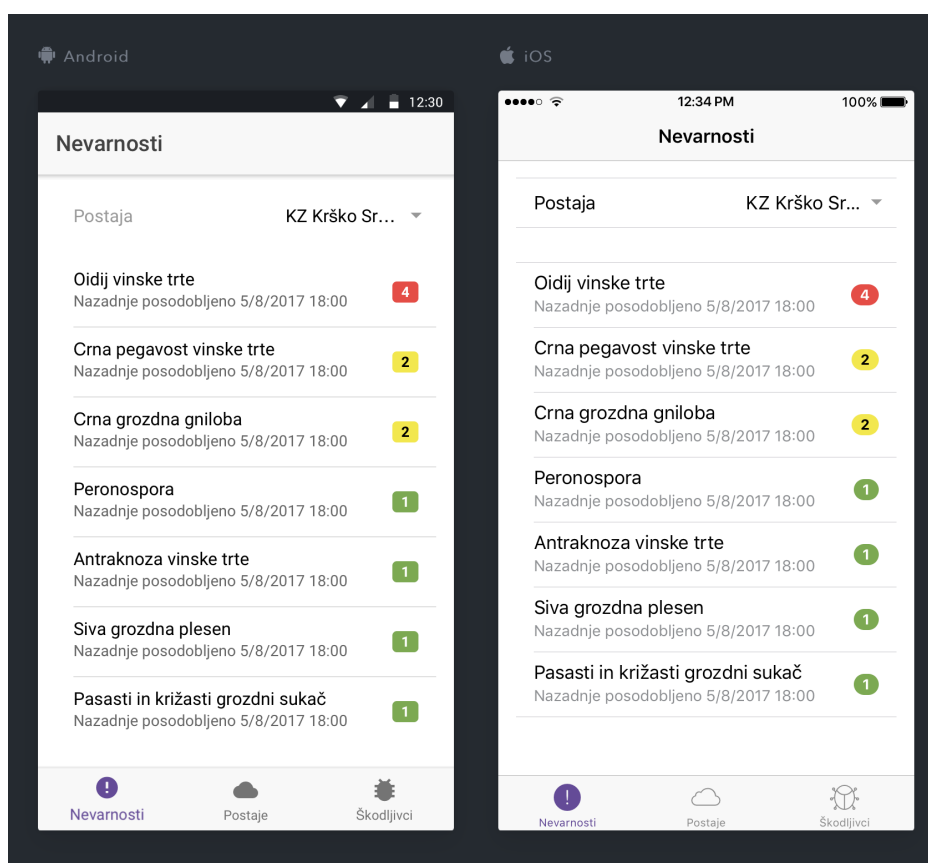 Android
12:30
Nevarnosti
Postaja KZ Krško Sr...
Oidij vinske trte
Nazadnje posodobljeno 5/8/2017 18:00
4
Crna pegavost vinske trte
Nazadnje posodobljeno 5/8/2017 18:00
2
Crna grozdna gniloba
Nazadnje posodobljeno 5/8/2017 18:00
2
Peronospora
Nazadnje posodobljeno 5/8/2017 18:00
1
Antraknoza vinske trte
Nazadnje posodobljeno 5/8/2017 18:00
1
Siva grozdna plesen
Nazadnje posodobljeno 5/8/2017 18:00
1
Pasasti in križasti grozdni sukač
Nazadnje posodobljeno 5/8/2017 18:00
1
Nevarnosti Postaje Škodljivci
iOS
12:34 PM 100%
Nevarnosti
Postaja KZ Krško Sr...
Oidij vinske trte
Nazadnje posodobljeno 5/8/2017 18:00
4
Crna pegavost vinske trte
Nazadnje posodobljeno 5/8/2017 18:00
2
Crna grozdna gniloba
Nazadnje posodobljeno 5/8/2017 18:00
2
Peronospora
Nazadnje posodobljeno 5/8/2017 18:00
1
Antraknoza vinske trte
Nazadnje posodobljeno 5/8/2017 18:00
1
Siva grozdna plesen
Nazadnje posodobljeno 5/8/2017 18:00
1
Pasasti in križasti grozdni sukač
Nazadnje posodobljeno 5/8/2017 18:00
1
Nevarnosti Postaje Škodljivci